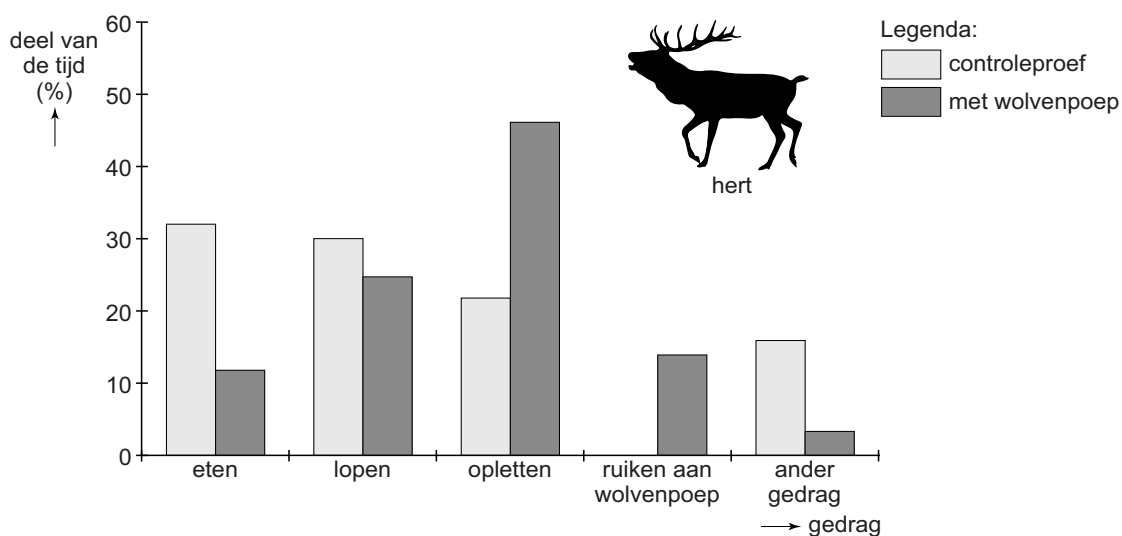 deel van
de tijd
(%)
60
50
40
30
20
10
0
hert
Legenda:
controleproef
met wolvenpoep
eten
lopen
opletten
ruiken aan
wolvenpoep
ander
gedrag
gedrag